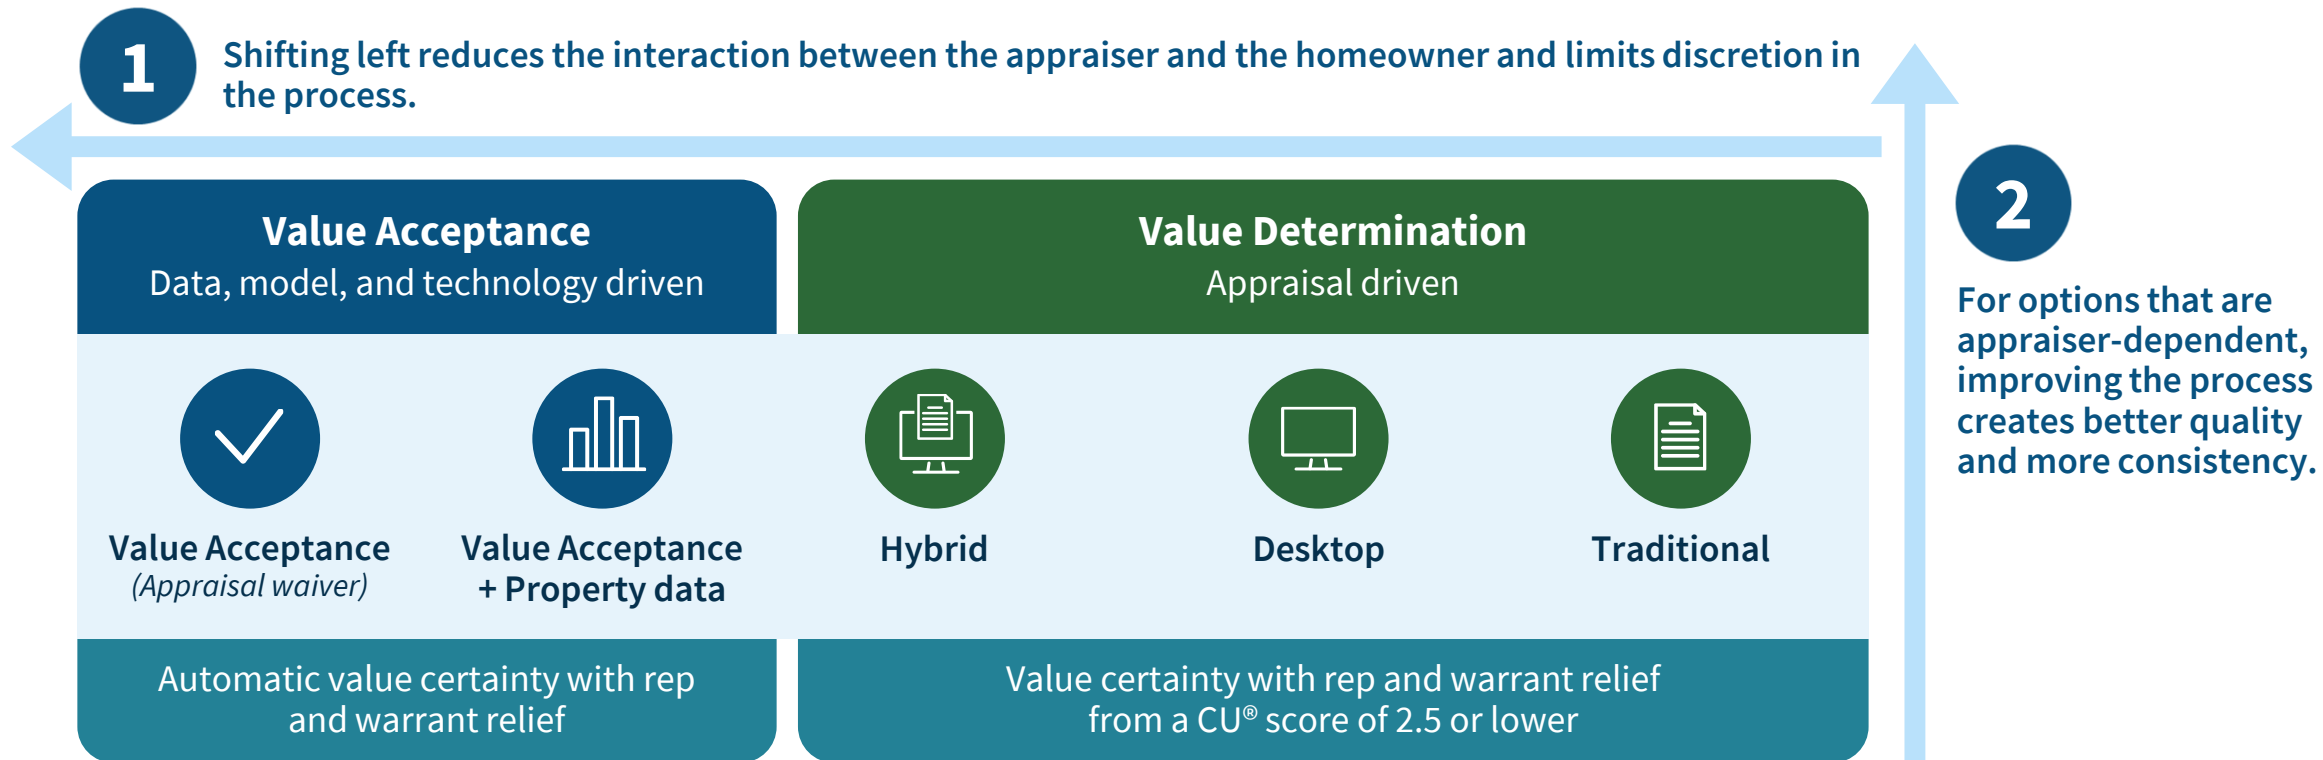 1
Shifting left reduces the interaction between the appraiser and the homeowner and limits discretion in
the process.
Value Acceptance
Data, model, and technology driven
Value Determination
Appraisal driven
2
For options that are
appraiser-dependent,
improving the process
creates better quality
and more consistency.
Value Acceptance
(Appraisal waiver)
Value Acceptance
+ Property data
Hybrid
Desktop
Traditional
Automatic value certainty with rep
and warrant relief
Value certainty with rep and warrant relief
from a CU® score of 2.5 or lower